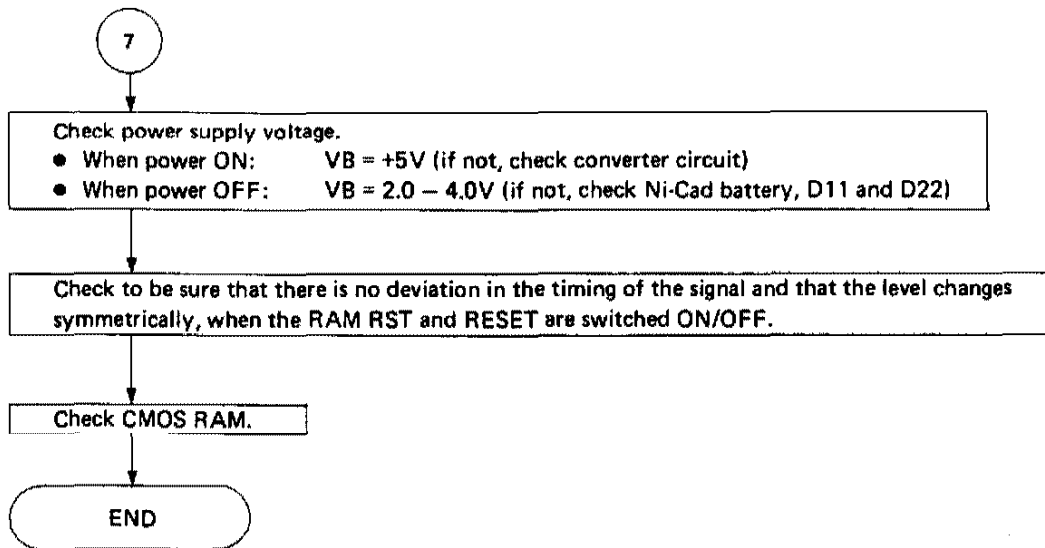 7
Check power supply voltage.
● When power ON: VB = +5V (if not, check converter circuit)
● When power OFF: VB = 2.0 – 4.0V (if not, check Ni-Cad battery, D11 and D22)
Check to be sure that there is no deviation in the timing of the signal and that the level changes
symmetrically, when the RAM RST and RESET are switched ON/OFF.
Check CMOS RAM.
END